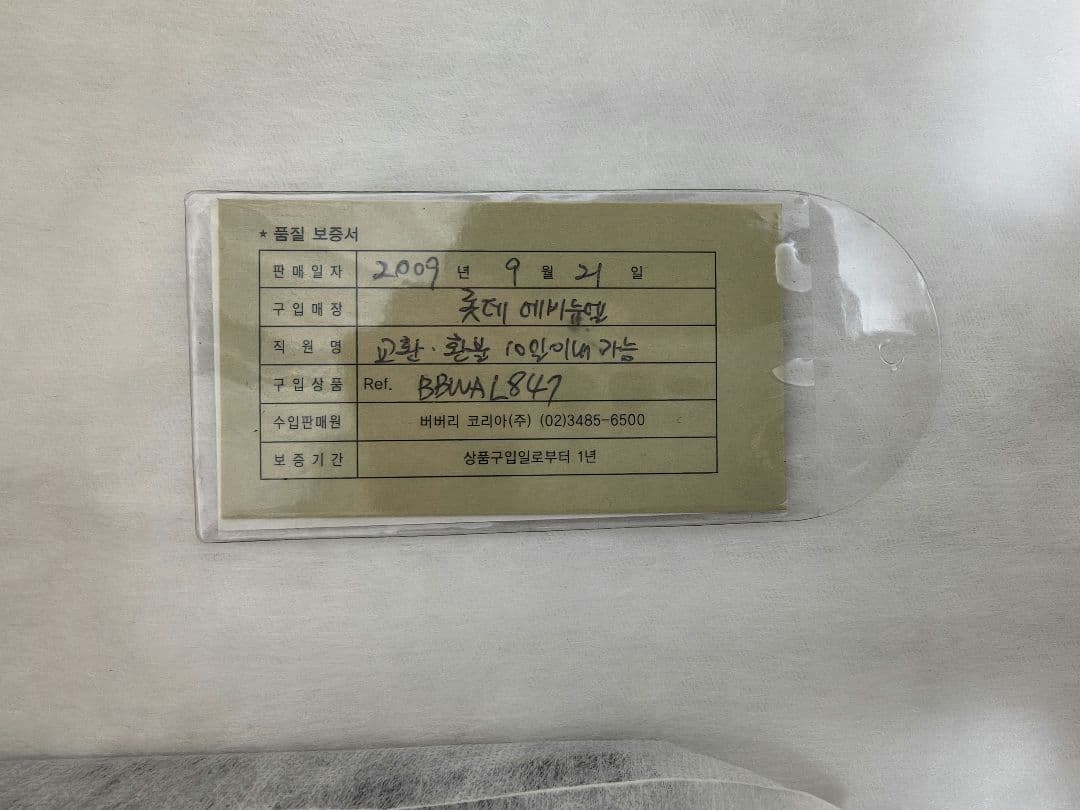 ★ 품질 보증서
판매일자 2009 년 9 월 21 일
구입매장 롯데 에비뉴엘
직원명 교환·환불 10일이내 가능
구입상품 Ref. BBWAL847
수입판매원 버버리 코리아(주) (02)3485-6500
보증기간 상품구입일로부터 1년